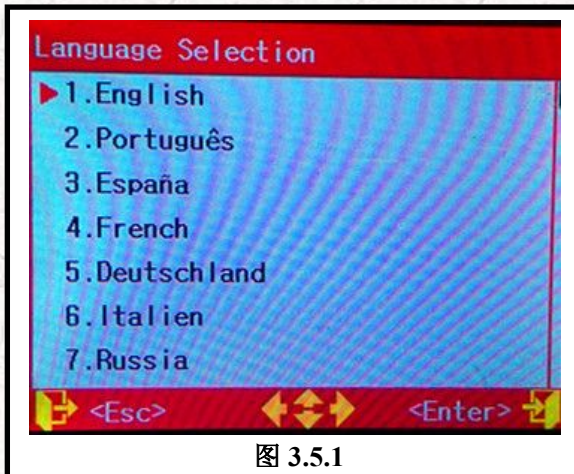 Language Selection
1.English
2.Português
3.España
4.French
5.Deutschland
6.Italien
7.Russia
<Esc> <Enter>
图 3.5.1